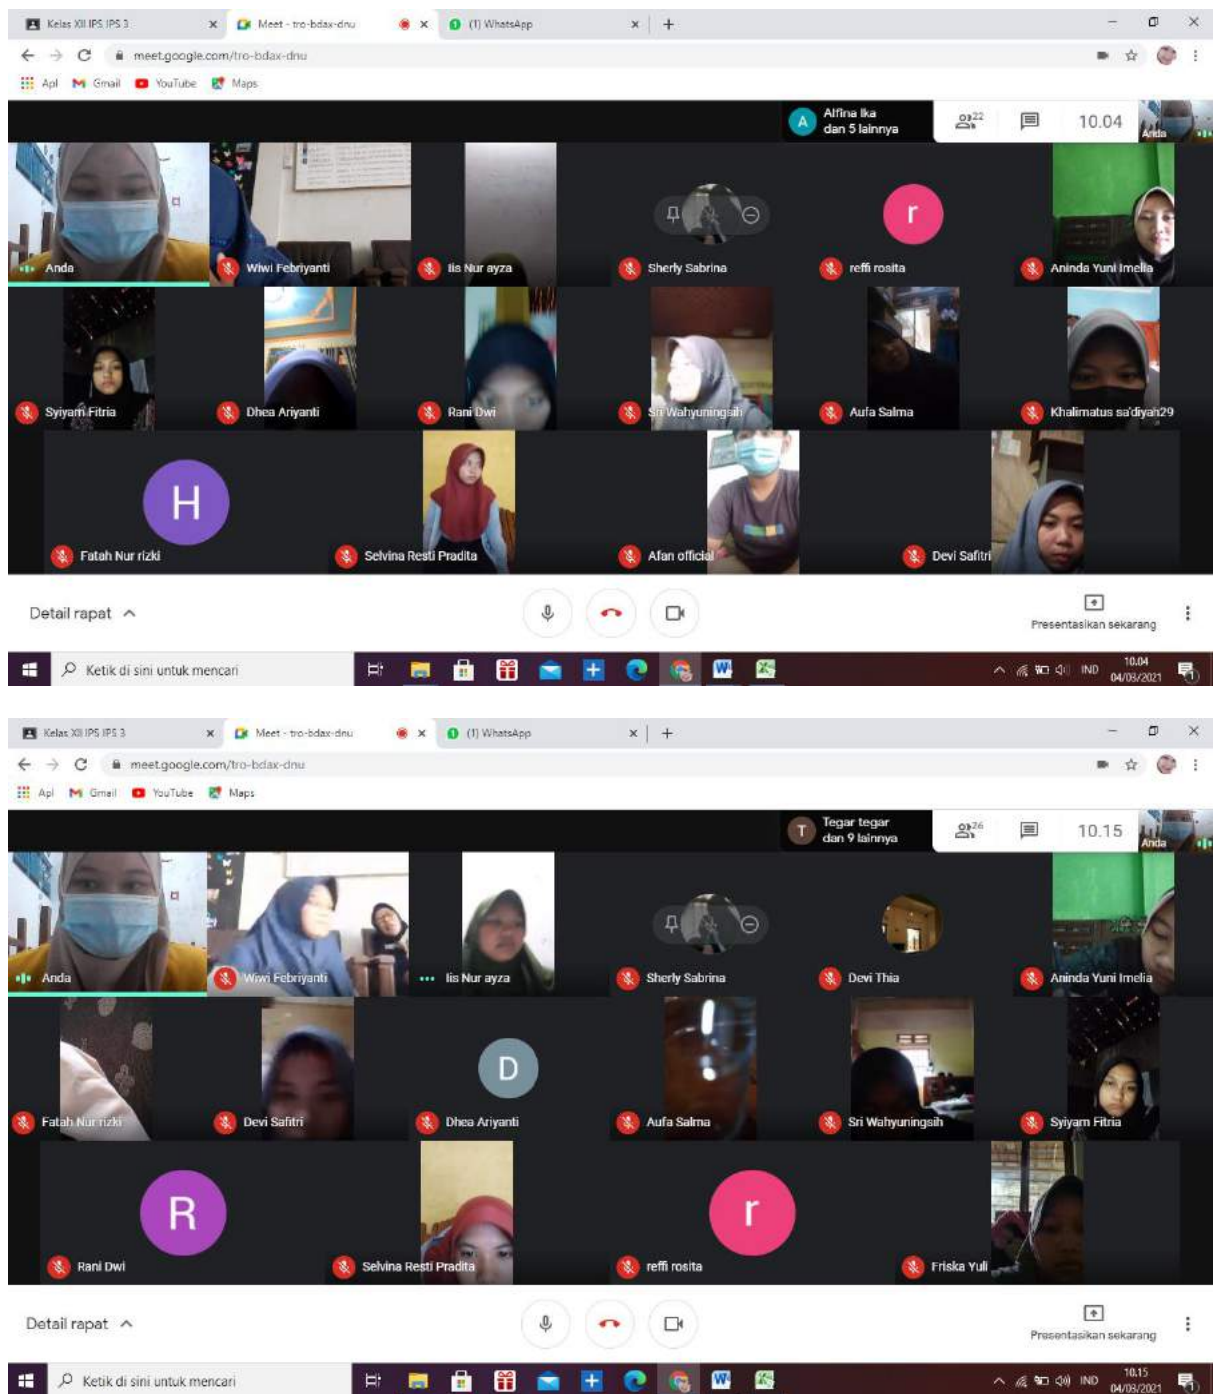 Kelas XII IPS IPS 3
Meet - tro-bdax-dnu
(1) WhatsApp
meet.google.com/tro-bdax-dnu
Apl
Gmail
YouTube
Maps
A
Alfina Ika
dan 5 lainnya
22
10.04
Anda
r
Anda
Wiwi Febriyanti
Iis Nur ayza
Sherly Sabrina
reffi rosita
Aninda Yuni Imelia
Syiyam Fitria
Dhea Ariyanti
Rani Dwi
Sri Wahyuningsih
Aufa Salma
Khalimatus sa'diyah29
H
Fatah Nur rizki
Selvina Resti Pradita
Afan official
Devi Safitri
Detail rapat
Presentasikan sekarang
Ketik di sini untuk mencari
IND
10.04
04/03/2021
Kelas XII IPS IPS 3
Meet - tro-bdax-dnu
(1) WhatsApp
meet.google.com/tro-bdax-dnu
Apl
Gmail
YouTube
Maps
T
Tegar tegar
dan 9 lainnya
26
10.15
Anda
Anda
Wiwi Febriyanti
Iis Nur ayza
Sherly Sabrina
Devi Thia
Aninda Yuni Imelia
D
Fatah Nur rizki
Devi Safitri
Dhea Ariyanti
Aufa Salma
Sri Wahyuningsih
Syiyam Fitria
R
r
Rani Dwi
Selvina Resti Pradita
reffi rosita
Friska Yuli
Detail rapat
Presentasikan sekarang
Ketik di sini untuk mencari
IND
10.15
04/03/2021